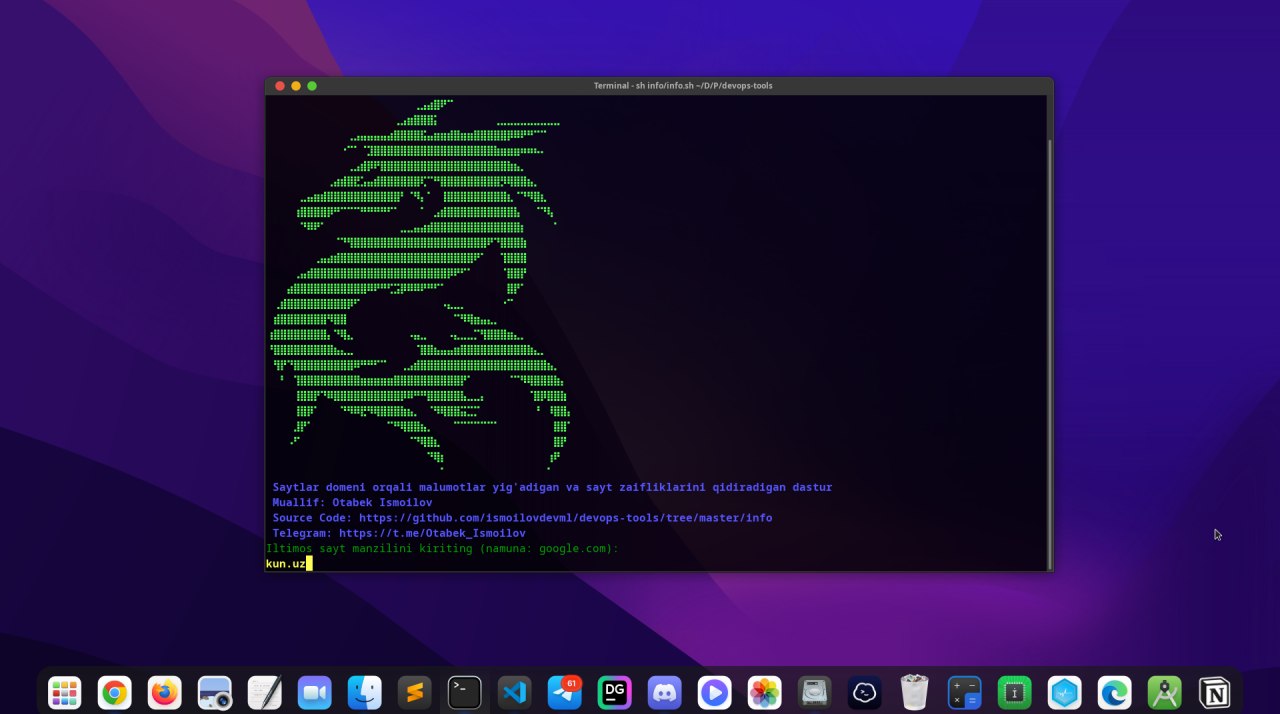 Terminal - sh info/info.sh ~/D/P/devops-tools
Saytlar domeni orqali malumotlar yig'adigan va sayt zaifliklarini qidiradigan dastur
Muallif: Otabek Ismoilov
Source Code: https://github.com/ismoilovdevml/devops-tools/tree/master/info
Telegram: https://t.me/Otabek_Ismoilov
Iltimos sayt manzilini kiriting (namuna: google.com):
kun.uz
61
DG